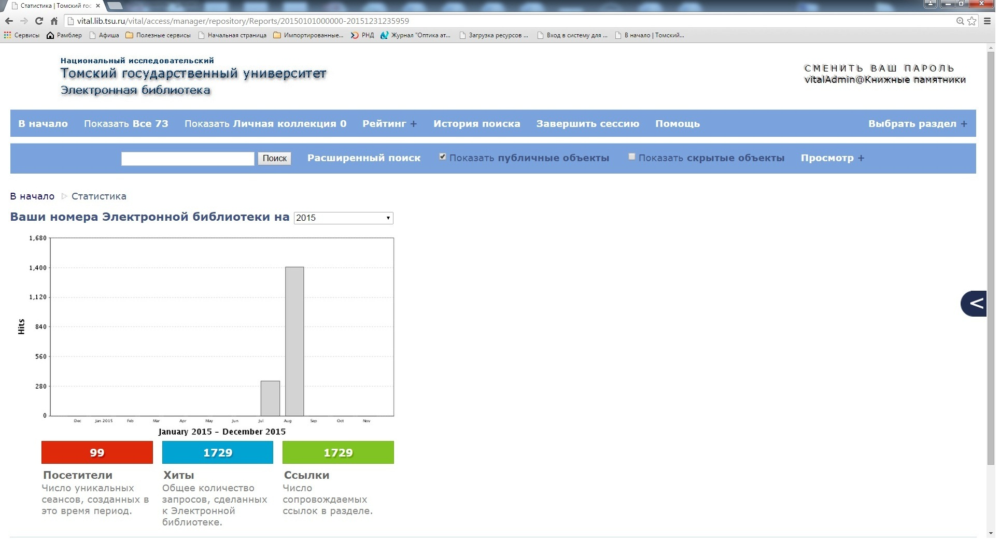 Статистика | Томский гос
vital.lib.tsu.ru/vital/access/manager/repository/Reports/20150101000000-20151231235959
Сервисы Рамблер Афиша Полезные сервисы Начальная страница Импортированные... РНД Журнал "Оптика ат... Загрузка ресурсов ... Вход в систему для ... В начало | Томский...
Национальный исследовательский
Томский государственный университет
Электронная библиотека
СМЕНИТЬ ВАШ ПАРОЛЬ
vitalAdmin@Книжные памятники
В начало Показать Все 73 Показать Личная коллекция 0 Рейтинг + История поиска Завершить сессию Помощь Выбрать раздел +
Поиск Расширенный поиск Показать публичные объекты Показать скрытые объекты Просмотр +
В начало Статистика
Ваши номера Электронной библиотеки на 2015
1,680
1,400
1,120
840
560
280
0
Hits
Dec Jan 2015 Feb Mar Apr May Jun Jul Aug Sep Oct Nov
January 2015 - December 2015
99 1729 1729
Посетители
Число уникальных
сеансов, созданных в
это время период.
Хиты
Общее количество
запросов, сделанных
к Электронной
библиотеке.
Ссылки
Число
сопровождаемых
ссылок в разделе.